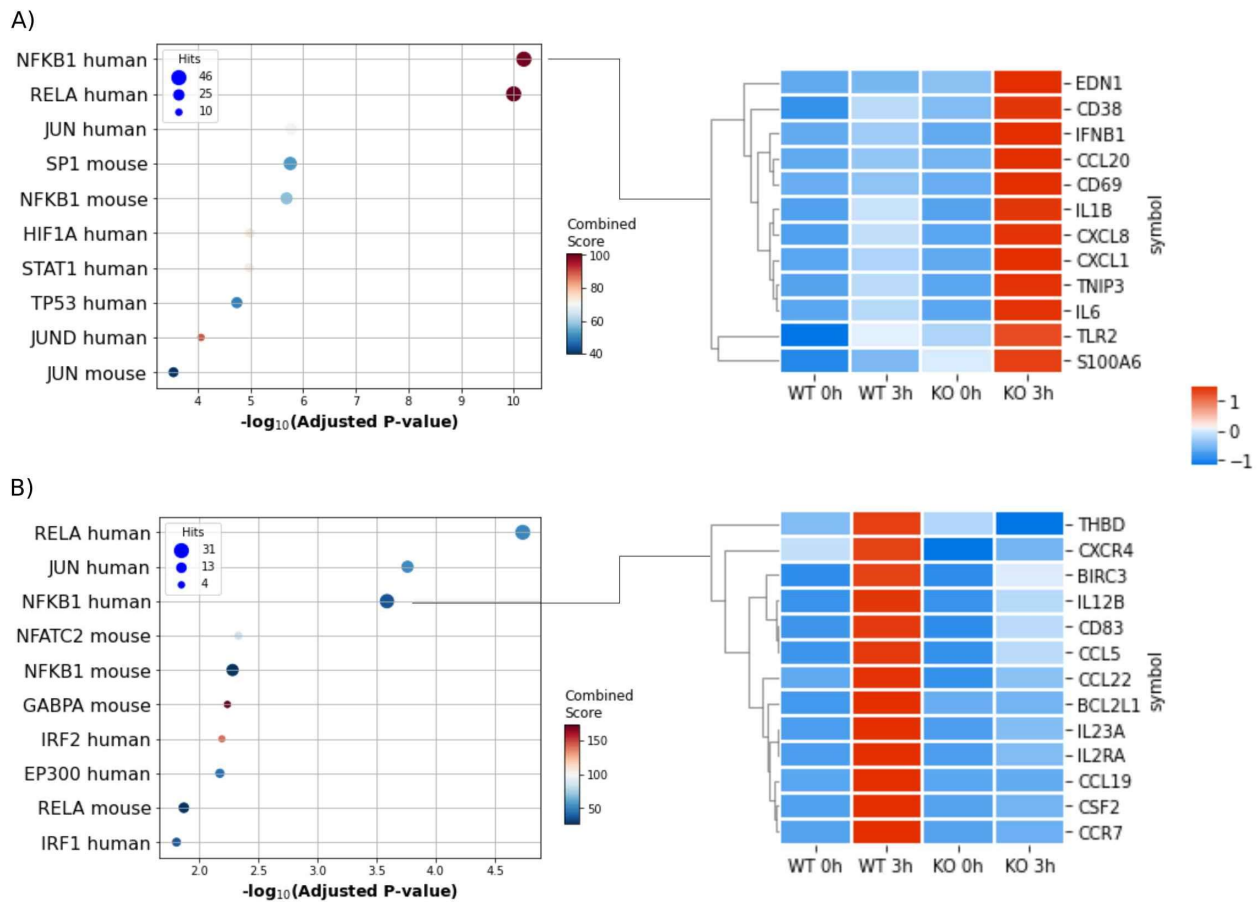 A)
NFKB1 human
RELA human
JUN human
SP1 mouse
NFKB1 mouse
HIF1A human
STAT1 human
TP53 human
JUND human
JUN mouse
Hits
46
25
10
4 5 6 7 8 9 10
-log10(Adjusted P-value)
Combined
Score
100
80
60
40
EDN1
CD38
IFNB1
CCL20
CD69
IL1B
CXCL8
CXCL1
TNIP3
IL6
TLR2
S100A6
symbol
WT 0h WT 3h KO 0h KO 3h
1
0
−1
B)
RELA human
JUN human
NFKB1 human
NFATC2 mouse
NFKB1 mouse
GABPA mouse
IRF2 human
EP300 human
RELA mouse
IRF1 human
Hits
31
13
4
2.0 2.5 3.0 3.5 4.0 4.5
-log10(Adjusted P-value)
Combined
Score
150
100
50
THBD
CXCR4
BIRC3
IL12B
CD83
CCL5
CCL22
BCL2L1
IL23A
IL2RA
CCL19
CSF2
CCR7
symbol
WT 0h WT 3h KO 0h KO 3h